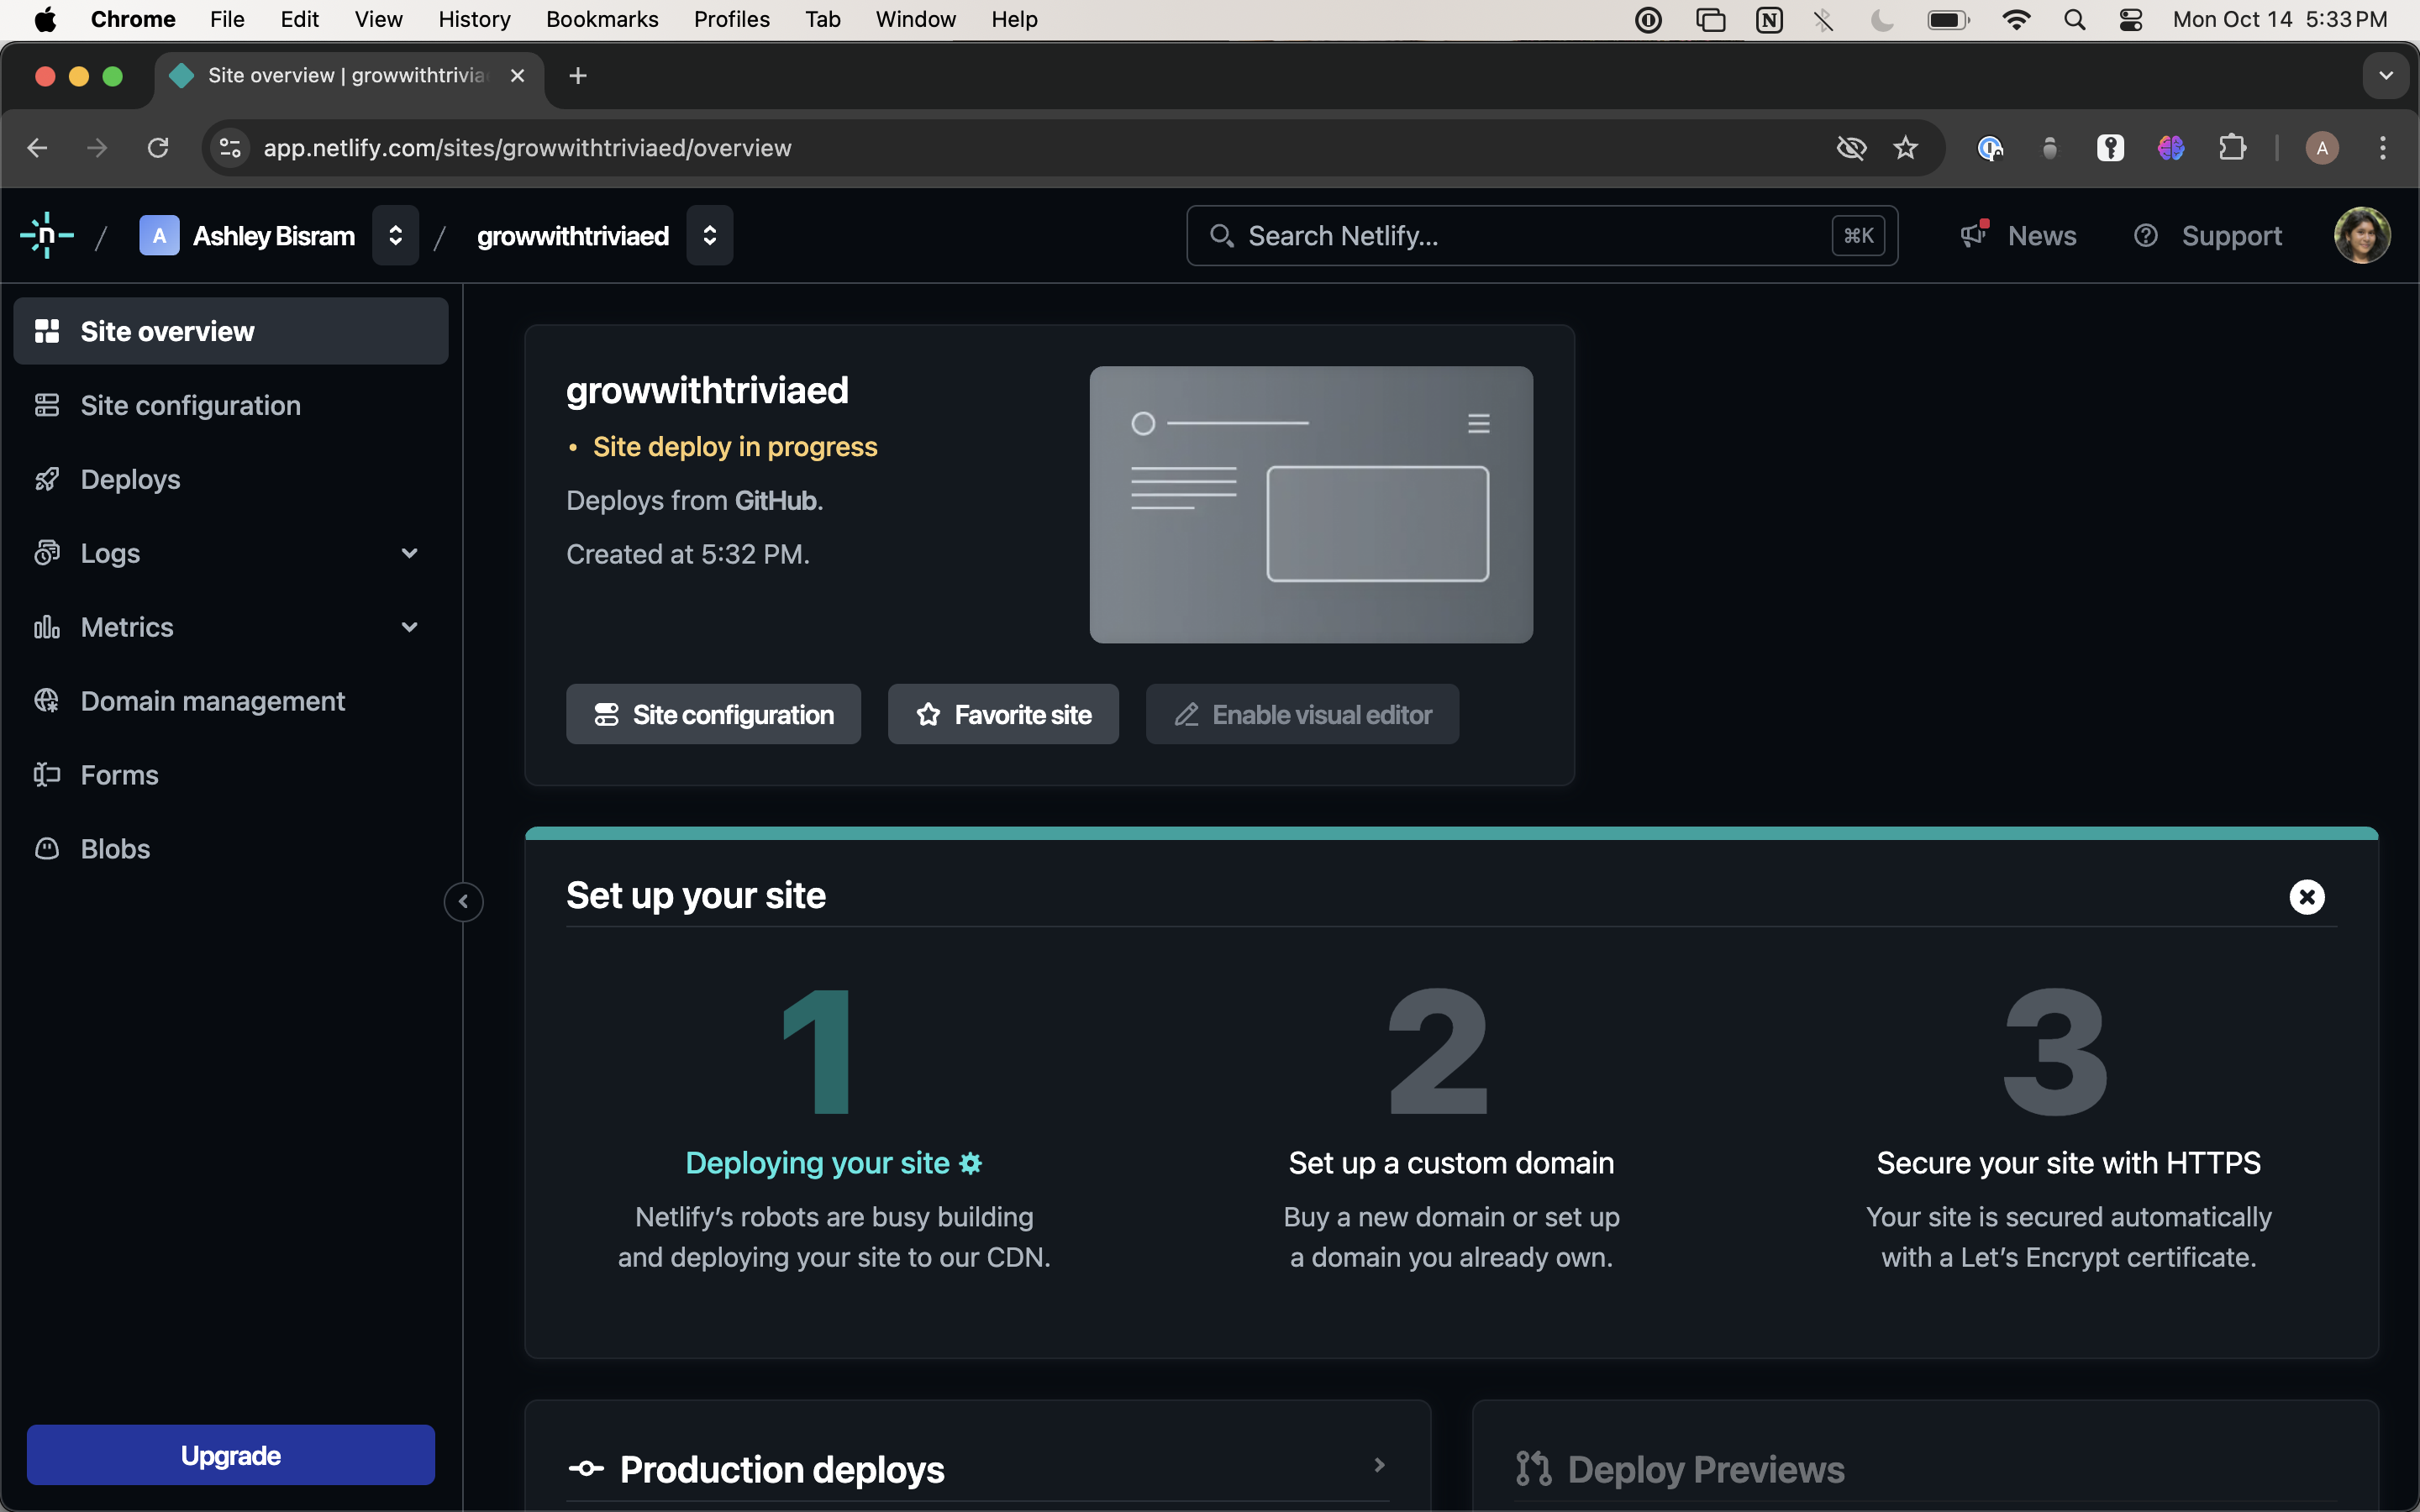 Chrome File Edit View History Bookmarks Profiles Tab Window Help N Mon Oct 14 5:33 PM
Site overview | growwithtrivia
app.netlify.com/sites/growwithtriviaed/overview A
n / A Ashley Bisram / growwithtriviaed Search Netlify... ⌘K News Support
Site overview
Site configuration
Deploys
Logs
Metrics
Domain management
Forms
Blobs
Upgrade
growwithtriviaed
• Site deploy in progress
Deploys from GitHub.
Created at 5:32 PM.
Site configuration Favorite site Enable visual editor
Set up your site
1
Deploying your site
Netlify’s robots are busy building
and deploying your site to our CDN.
2
Set up a custom domain
Buy a new domain or set up
a domain you already own.
3
Secure your site with HTTPS
Your site is secured automatically
with a Let’s Encrypt certificate.
Production deploys
Deploy Previews